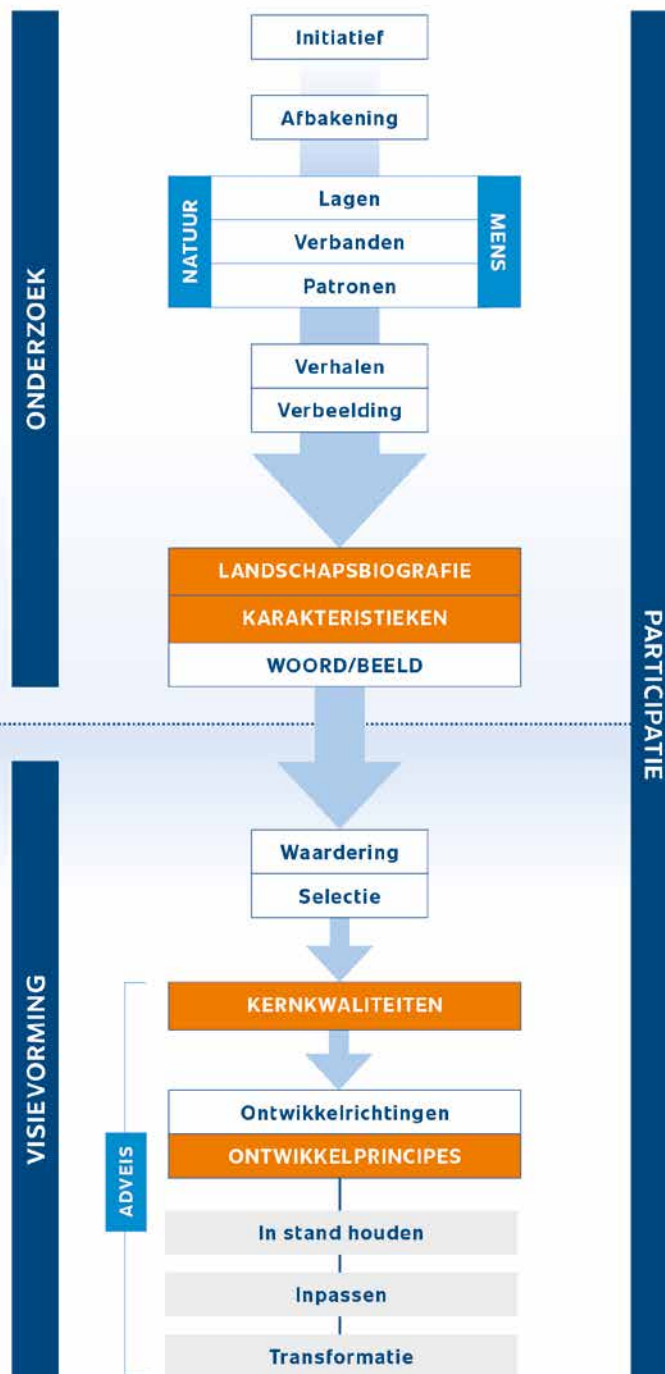 ONDERZOEK
Initiatief
Afbakening
NATUUR
Lagen
Verbanden
Patronen
MENS
Verhalen
Verbeelding
LANDSCHAPSBIOGRAFIE
KARAKTERISTIEKEN
WOORD/BEELD
PARTICIPATIE
VISIEVORMING
Waardering
Selectie
ADVEIS
KERNKWALITEITEN
Ontwikkelrichtingen
ONTWIKKELPRINCIPES
In stand houden
Inpassen
Transformatie